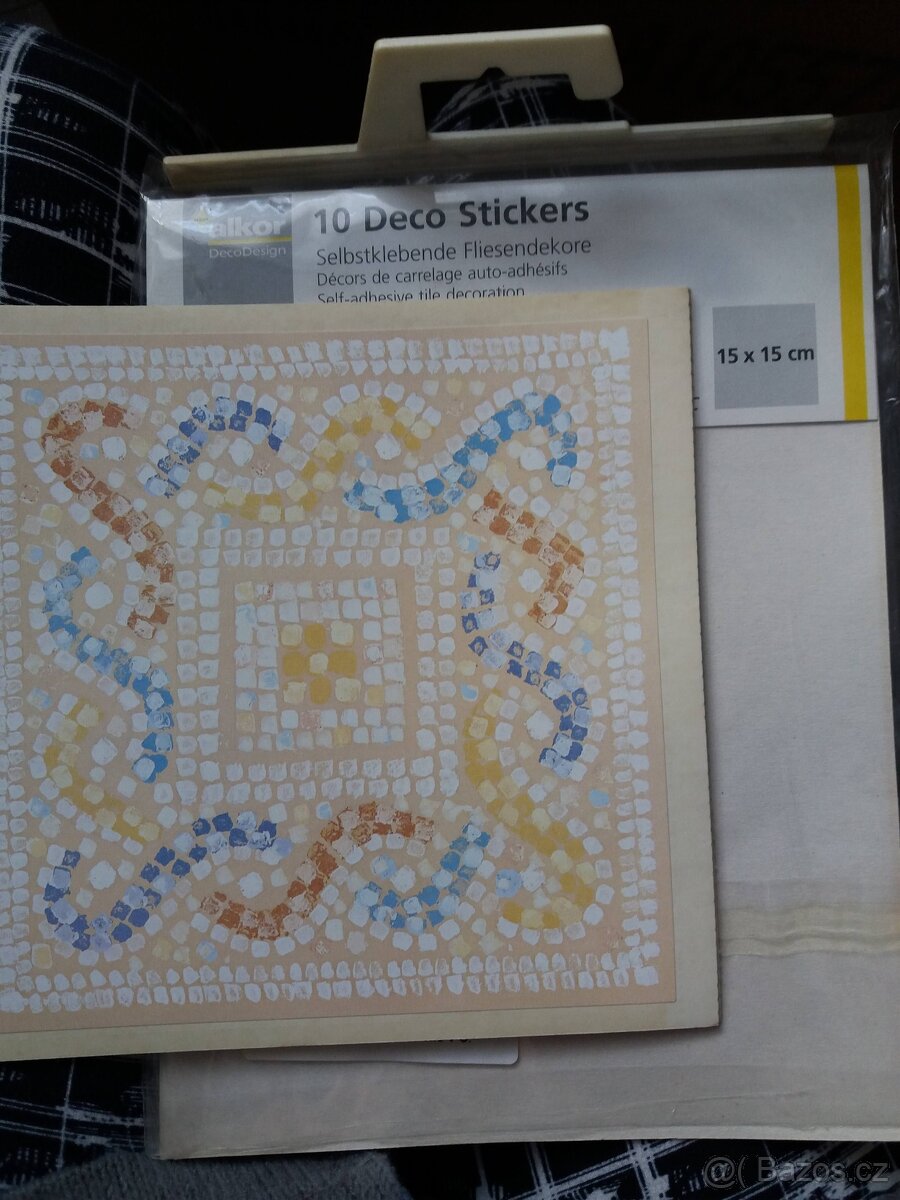 alkor
DecoDesign
10 Deco Stickers
Selbstklebende Fliesendekore
Décors de carrelage auto-adhésifs
Self-adhesive tile decoration
15 x 15 cm
@( Bazos.cz